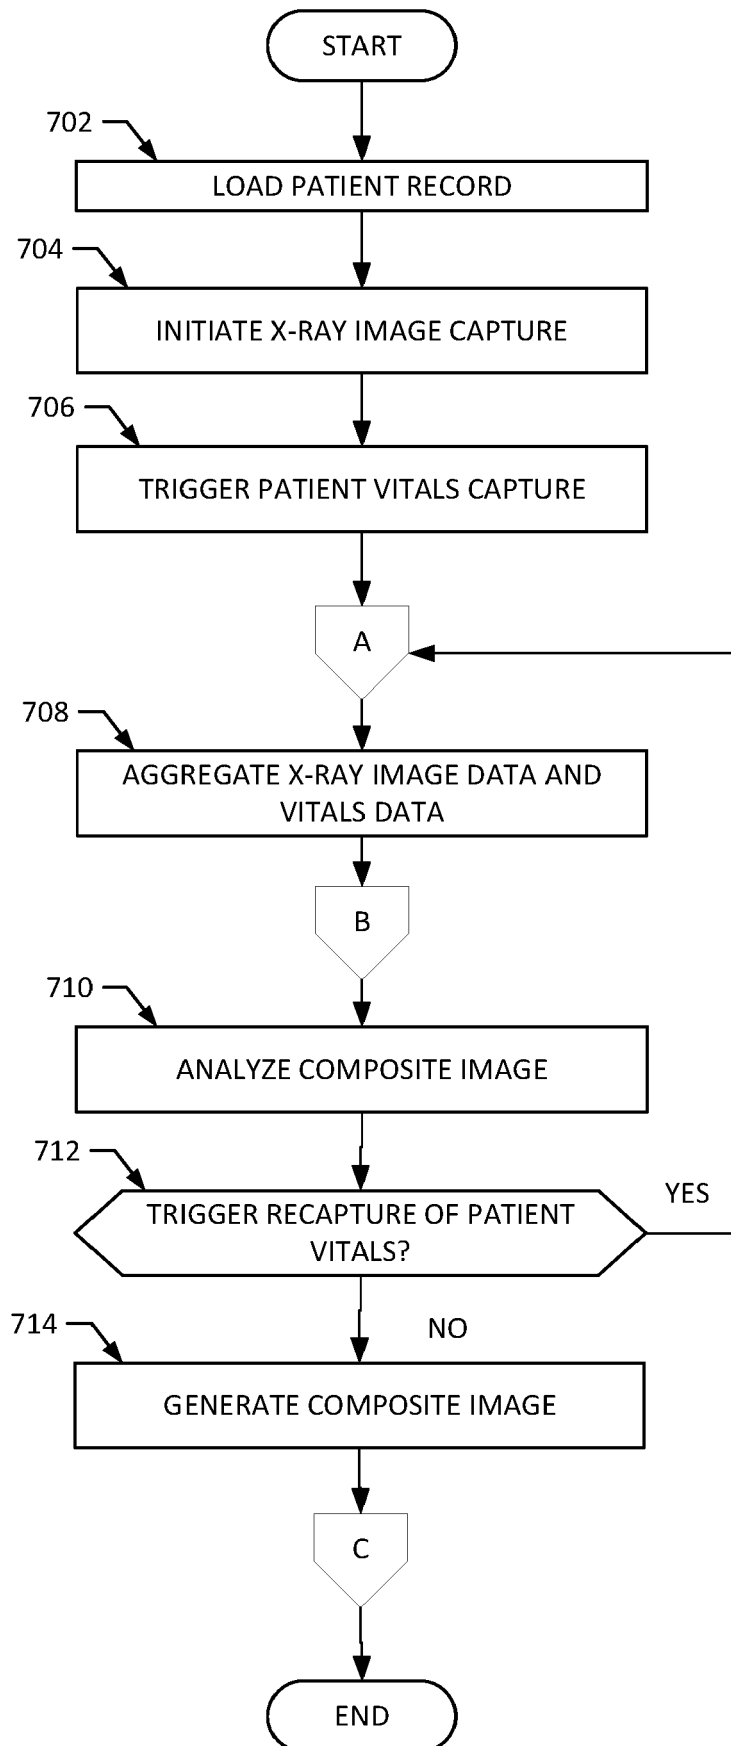 START
702
LOAD PATIENT RECORD
704
INITIATE X-RAY IMAGE CAPTURE
706
TRIGGER PATIENT VITALS CAPTURE
A
708
AGGREGATE X-RAY IMAGE DATA AND
VITALS DATA
B
710
ANALYZE COMPOSITE IMAGE
712
TRIGGER RECAPTURE OF PATIENT
VITALS?
YES
NO
714
GENERATE COMPOSITE IMAGE
C
END